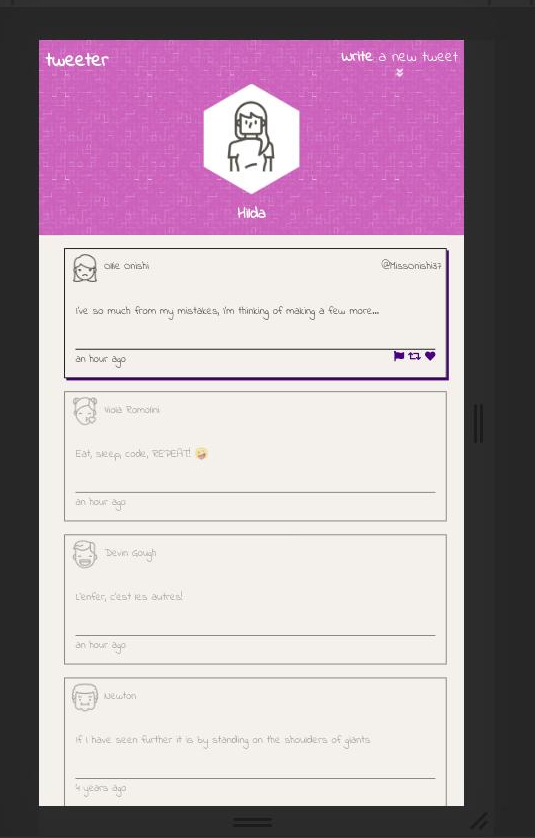 tweeter
write a new tweet
Hilda
Ollie Onishi @MissOnishi37
I've so much from my mistakes, I'm thinking of making a few more...
an hour ago
Viola Romolini
Eat, sleep, code, REPEAT! 🤪
an hour ago
Devin Gough
L'enfer, c'est les autres!
an hour ago
Newton
If I have seen further it is by standing on the shoulders of giants
4 years ago